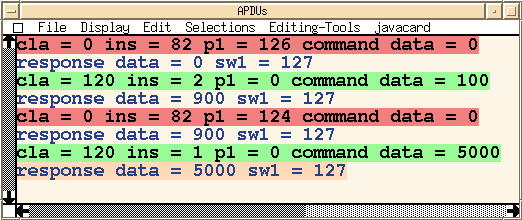 APDUs
File Display Edit Selections Editing-Tools javacard
cla = 0 ins = 82 p1 = 126 command data = 0
response data = 0 sw1 = 127
cla = 120 ins = 2 p1 = 0 command data = 100
response data = 900 sw1 = 127
cla = 0 ins = 82 p1 = 124 command data = 0
response data = 900 sw1 = 127
cla = 120 ins = 1 p1 = 0 command data = 5000
response data = 5000 sw1 = 127